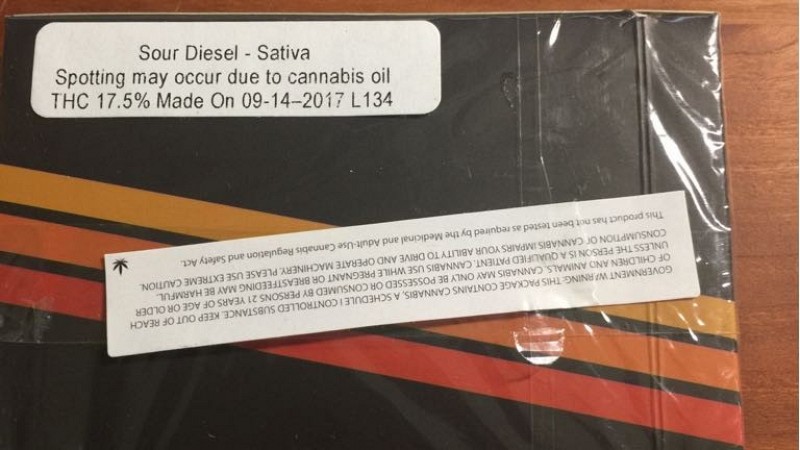 Sour Diesel - Sativa
Spotting may occur due to cannabis oil
THC 17.5% Made On 09-14-2017 L134
GOVERNMENT WARNING: THIS PACKAGE CONTAINS CANNABIS, A SCHEDULE I CONTROLLED SUBSTANCE. KEEP OUT OF REACH
OF CHILDREN AND ANIMALS. CANNABIS MAY ONLY BE POSSESSED OR CONSUMED BY PERSONS 21 YEARS OF AGE OR OLDER
UNLESS THE PERSON IS A QUALIFIED PATIENT. CANNABIS USE WHILE PREGNANT OR BREASTFEEDING MAY BE HARMFUL.
CONSUMPTION OF CANNABIS IMPAIRS YOUR ABILITY TO DRIVE AND OPERATE MACHINERY. PLEASE USE EXTREME CAUTION.
This product has not been tested as required by the Medicinal and Adult-Use Cannabis Regulation and Safety Act.